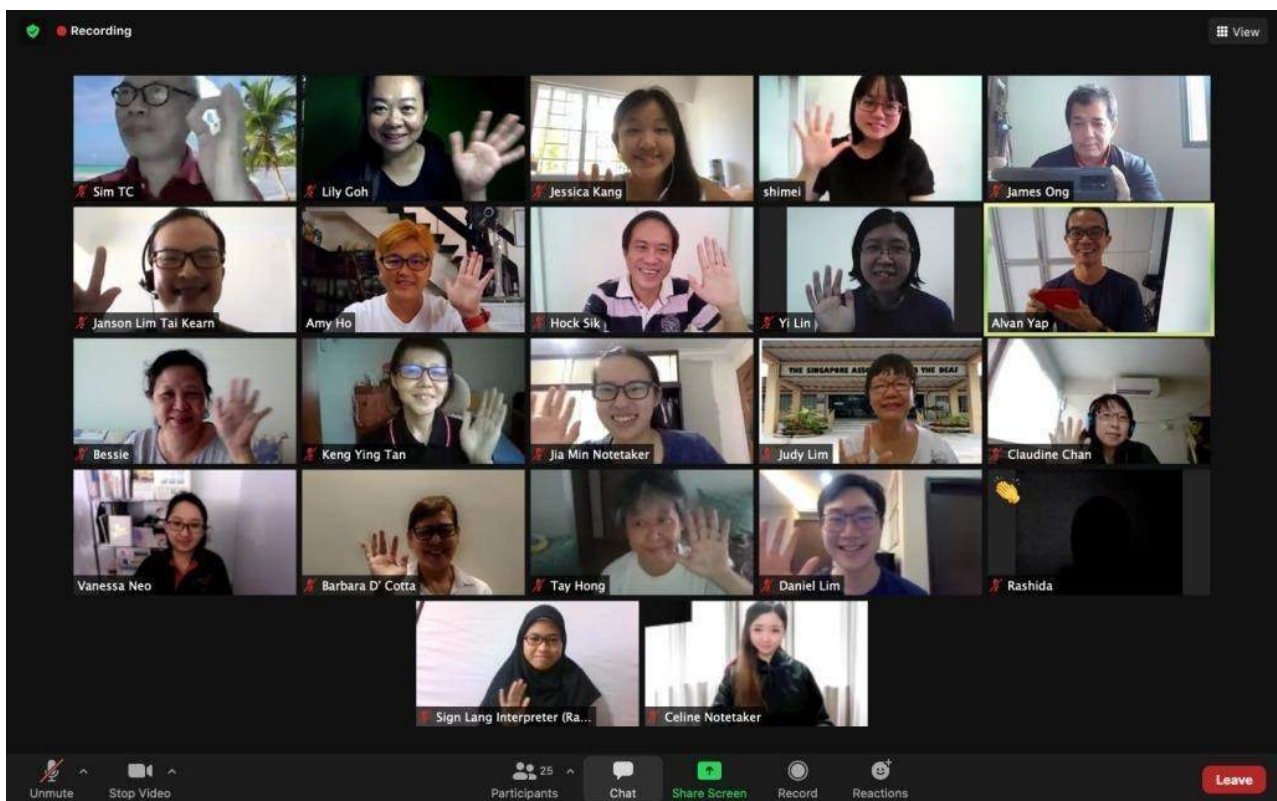 Recording
View
Sim TC
Lily Goh
Jessica Kang
shimei
James Ong
Janson Lim Tai Kearn
Amy Ho
Hock Sik
Yi Lin
Alvan Yap
THE SINGAPORE ASSO THE DEAF
Bessie
Keng Ying Tan
Jia Min Notetaker
Judy Lim
Claudine Chan
Vanessa Neo
Barbara D' Cotta
Tay Hong
Daniel Lim
Rashida
Sign Lang Interpreter (Ra...
Celine Notetaker
25
Unmute
Stop Video
Participants
Chat
Share Screen
Record
Reactions
Leave